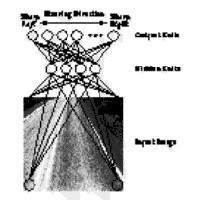 Steering Direction
Sharp Left
Sharp Right
Output Units
Hidden Units
Input Image